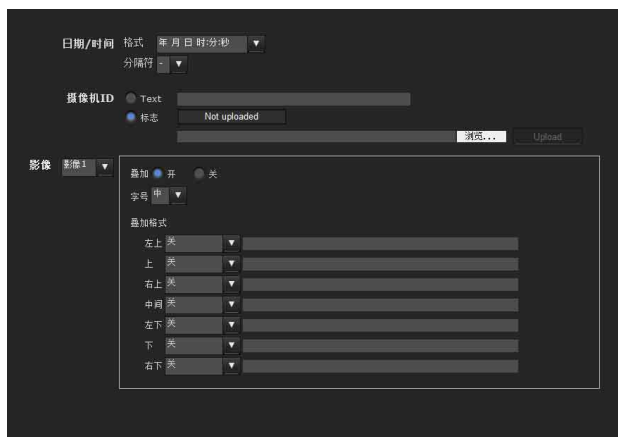 日期/时间 格式 年 月 日 时:分:秒
分隔符 -
摄像机ID Text
标志 Not uploaded
浏览... Upload
影像 影像1
叠加 开 关
字号 中
叠加格式
左上 关
上 关
右上 关
中间 关
左下 关
下 关
右下 关